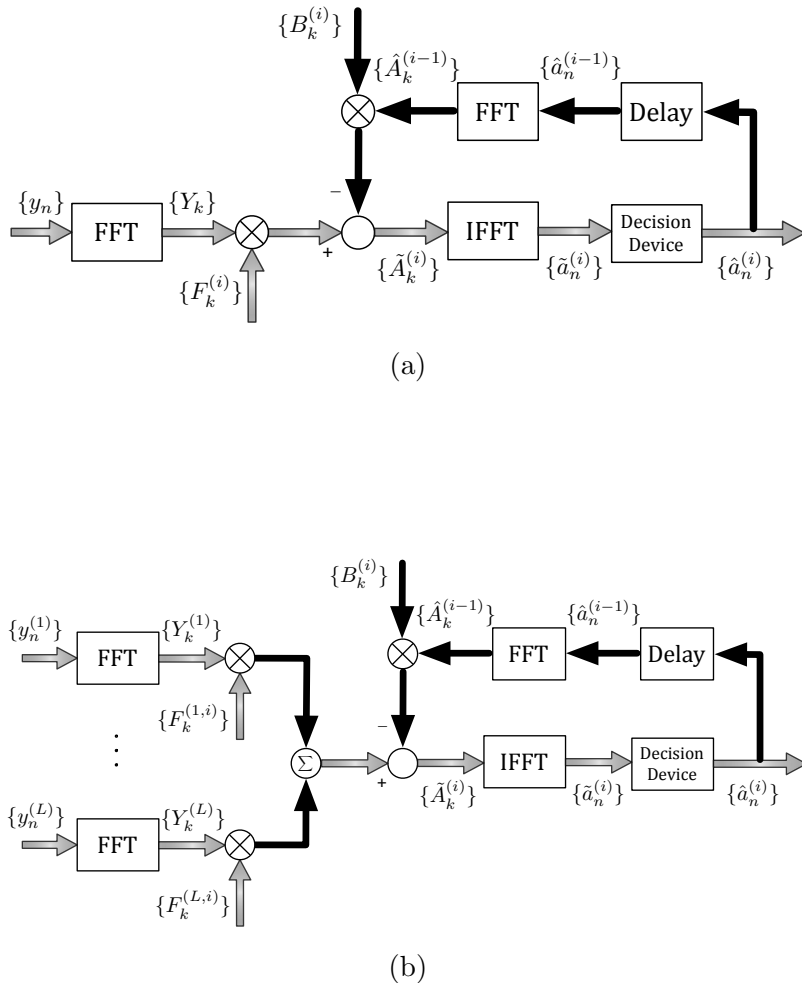 {B_k^{(i)}}
{Â_k^{(i−1)}} {â_n^{(i−1)}}
FFT Delay
−
{y_n} {Y_k}
FFT + IFFT Decision
Device
{F_k^{(i)}} {Ã_k^{(i)}} {ã_n^{(i)}} {â_n^{(i)}}
(a)
{B_k^{(i)}}
{Â_k^{(i−1)}} {â_n^{(i−1)}}
{y_n^{(1)}} {Y_k^{(1)}}
FFT FFT Delay
{F_k^{(1,i)}} −
⋮
Σ + IFFT Decision
Device
{Ã_k^{(i)}} {ã_n^{(i)}} {â_n^{(i)}}
{y_n^{(L)}} {Y_k^{(L)}}
FFT
{F_k^{(L,i)}}
(b)